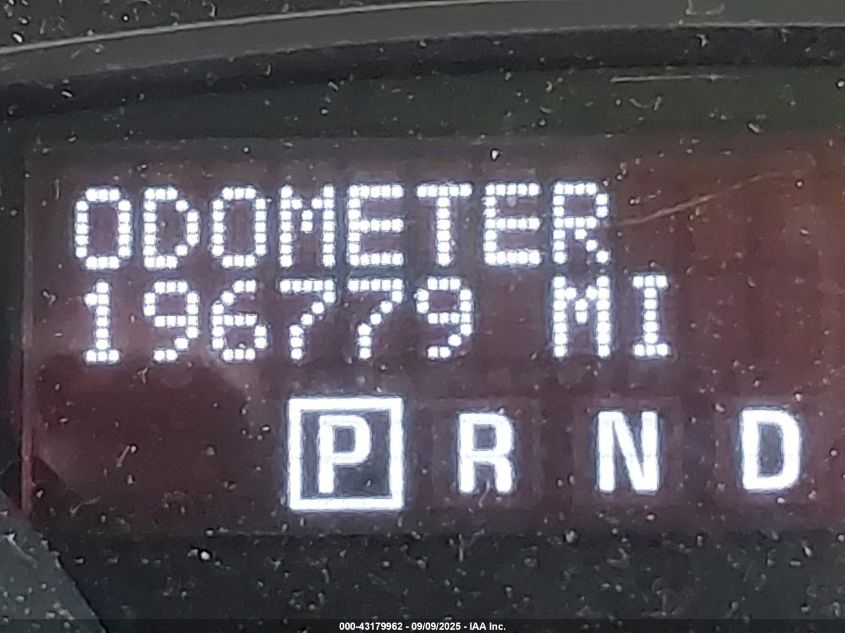 ODOMETER
196779 MI
P R N D
000-43179962 - 09/09/2025 - IAA Inc.